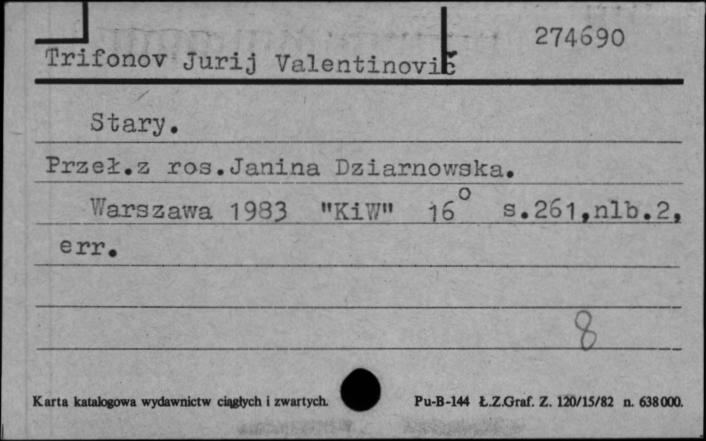 274690
Trifonov Jurij Valentinovič
Stary.
Przeł.z ros.Janina Dziarnowska.
Warszawa 1983 "KiW" 16° s.261,nlb.2,
err.
8
Karta katalogowa wydawnictw ciągłych i zwartych. Pu-B-144 Ł.Z.Graf. Z. 120/15/82 n. 638000.